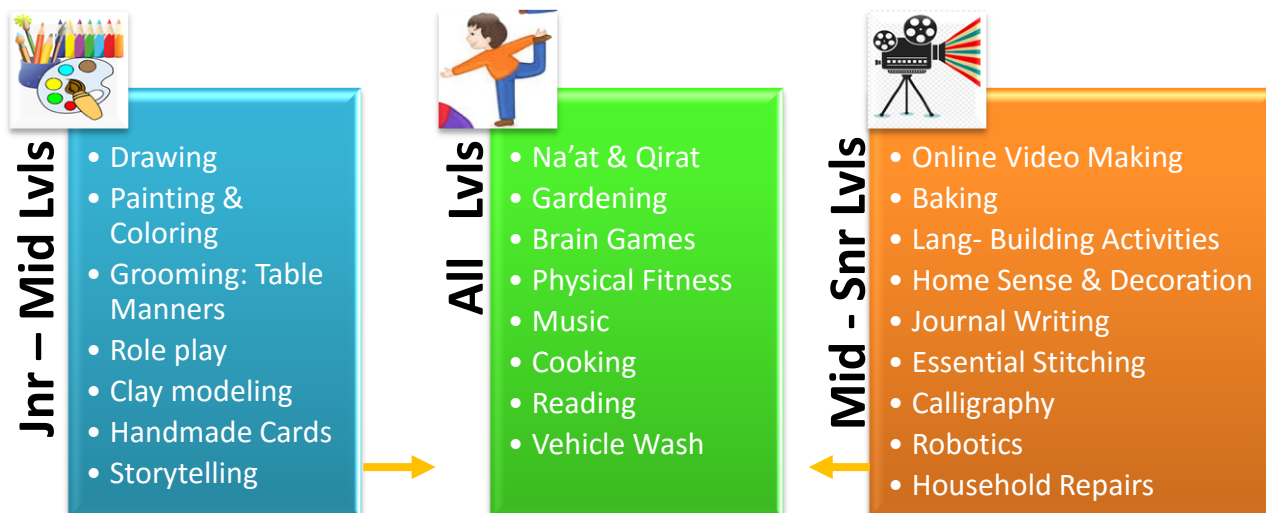 Jnr – Mid Lvls
• Drawing
• Painting &
Coloring
• Grooming: Table
Manners
• Role play
• Clay modeling
• Handmade Cards
• Storytelling
All Lvls
• Na’at & Qirat
• Gardening
• Brain Games
• Physical Fitness
• Music
• Cooking
• Reading
• Vehicle Wash
Mid - Snr Lvls
• Online Video Making
• Baking
• Lang- Building Activities
• Home Sense & Decoration
• Journal Writing
• Essential Stitching
• Calligraphy
• Robotics
• Household Repairs